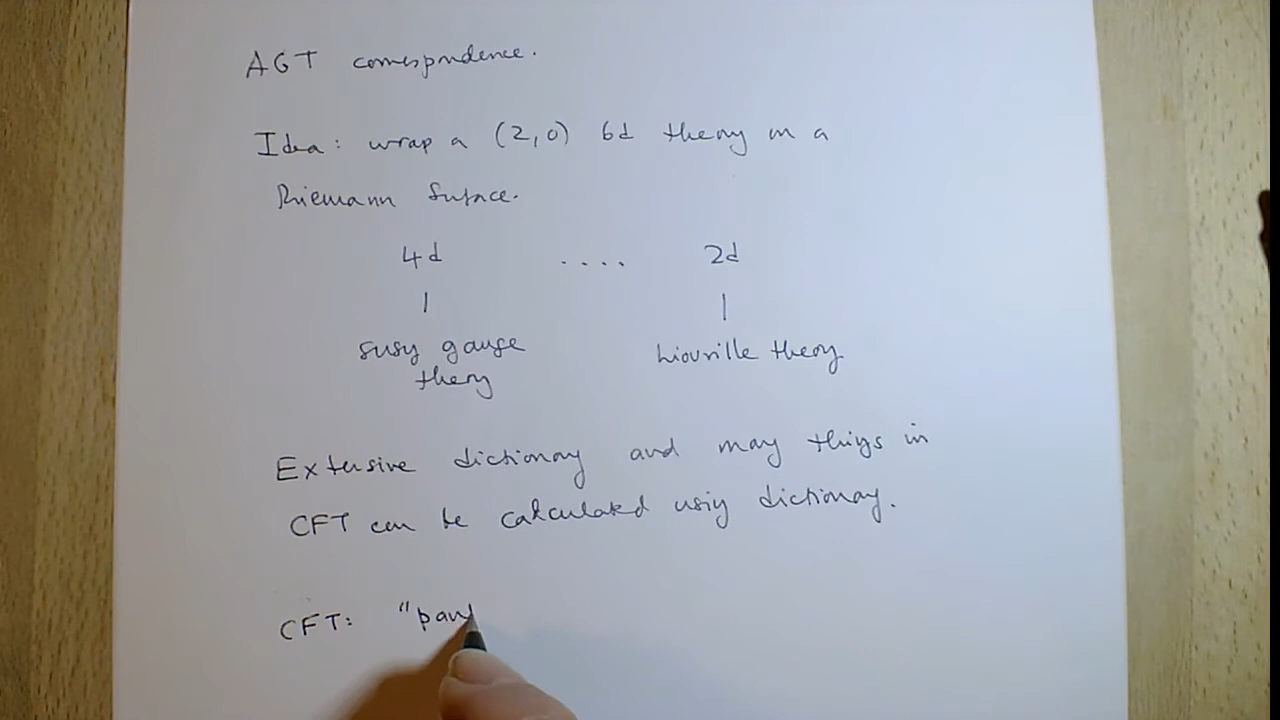 AGT correspondence.
Idea: wrap a (2,0) 6d theory on a
Riemann surface.
4d .... 2d
susy gauge theory Liouville theory
Extensive dictionary and many things in
CFT can be calculated using dictionary.
CFT: "pant